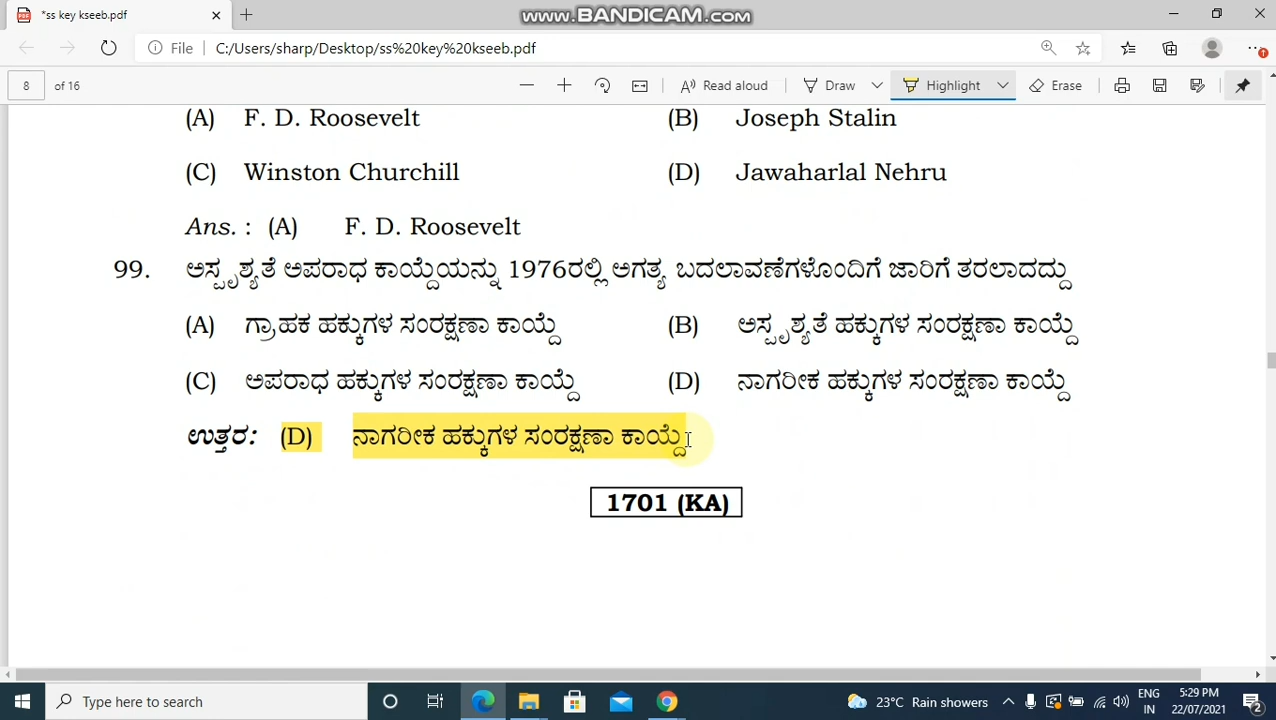 *ss key kseeb.pdf
www.BANDICAM.com
File C:/Users/sharp/Desktop/ss%20key%20kseeb.pdf
8 of 16 Read aloud Draw Highlight Erase
(A) F. D. Roosevelt (B) Joseph Stalin
(C) Winston Churchill (D) Jawaharlal Nehru
Ans. : (A) F. D. Roosevelt
99. ಅಸ್ಪೃಶ್ಯತೆ ಅಪರಾಧ ಕಾಯ್ದೆಯನ್ನು 1976ರಲ್ಲಿ ಅಗತ್ಯ ಬದಲಾವಣೆಗಳೊಂದಿಗೆ ಜಾರಿಗೆ ತರಲಾದದ್ದು
(A) ಗ್ರಾಹಕ ಹಕ್ಕುಗಳ ಸಂರಕ್ಷಣಾ ಕಾಯ್ದೆ (B) ಅಸ್ಪೃಶ್ಯತೆ ಹಕ್ಕುಗಳ ಸಂರಕ್ಷಣಾ ಕಾಯ್ದೆ
(C) ಅಪರಾಧ ಹಕ್ಕುಗಳ ಸಂರಕ್ಷಣಾ ಕಾಯ್ದೆ (D) ನಾಗರೀಕ ಹಕ್ಕುಗಳ ಸಂರಕ್ಷಣಾ ಕಾಯ್ದೆ
ಉತ್ತರ: (D) ನಾಗರೀಕ ಹಕ್ಕುಗಳ ಸಂರಕ್ಷಣಾ ಕಾಯ್ದೆ
1701 (KA)
Type here to search 23°C Rain showers ENG IN 5:29 PM 22/07/2021 2